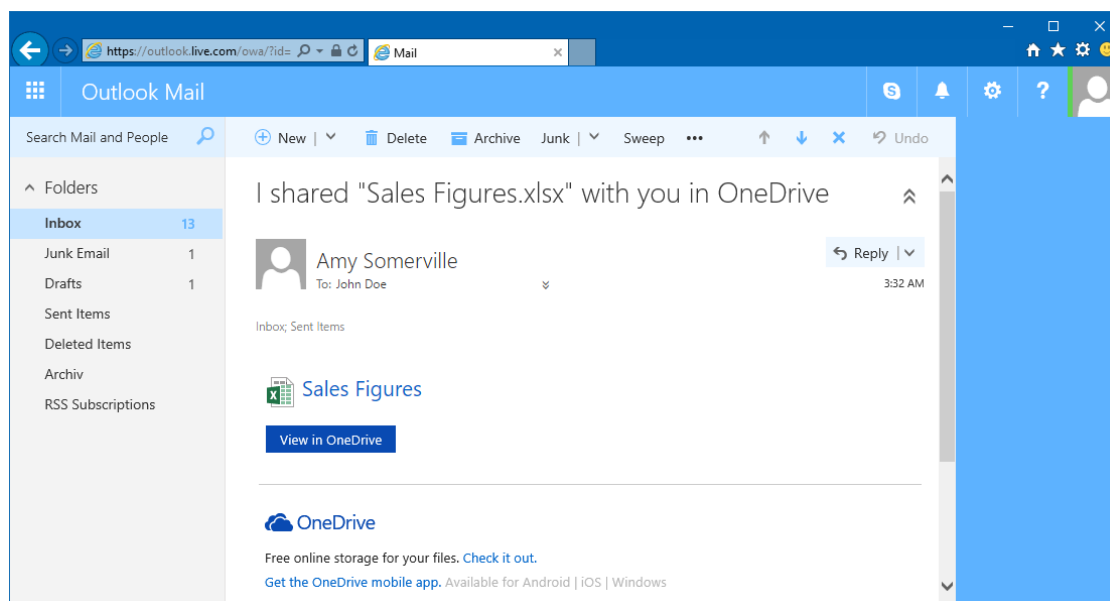 https://outlook.live.com/owa/?id=
Mail
Outlook Mail
?
Search Mail and People
New
Delete
Archive
Junk
Sweep
Undo
Folders
Inbox 13
Junk Email 1
Drafts 1
Sent Items
Deleted Items
Archiv
RSS Subscriptions
I shared "Sales Figures.xlsx" with you in OneDrive
Amy Somerville
Reply
To: John Doe
3:32 AM
Inbox; Sent Items
Sales Figures
View in OneDrive
OneDrive
Free online storage for your files. Check it out.
Get the OneDrive mobile app. Available for Android | iOS | Windows